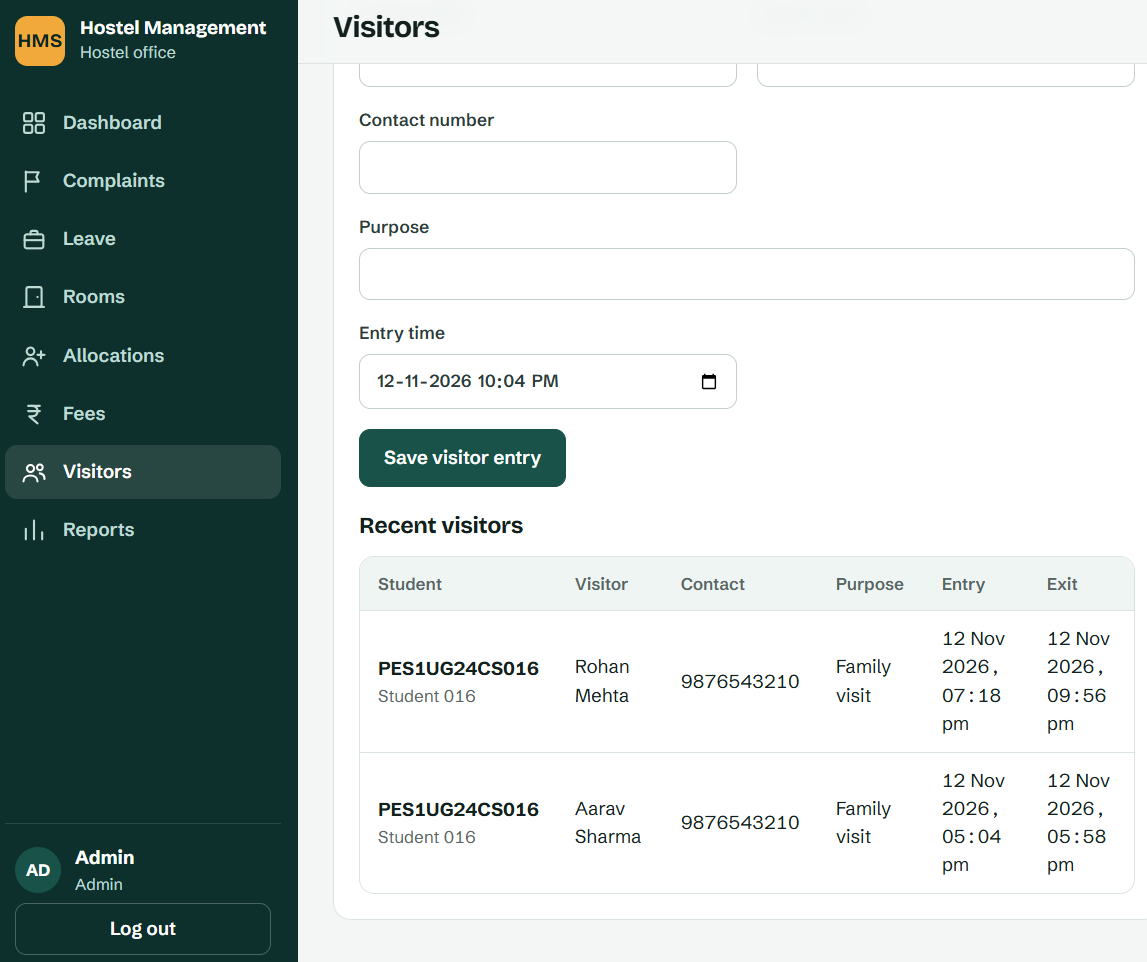 HMS
Hostel Management
Hostel office
Dashboard
Complaints
Leave
Rooms
Allocations
Fees
Visitors
Reports
AD
Admin
Admin
Log out
Visitors
Contact number
Purpose
Entry time
12-11-2026 10:04 PM
Save visitor entry
Recent visitors
Student Visitor Contact Purpose Entry Exit
PES1UG24CS016
Student 016
Rohan
Mehta
9876543210
Family
visit
12 Nov
2026,
07:18
pm
12 Nov
2026,
09:56
pm
PES1UG24CS016
Student 016
Aarav
Sharma
9876543210
Family
visit
12 Nov
2026,
05:04
pm
12 Nov
2026,
05:58
pm